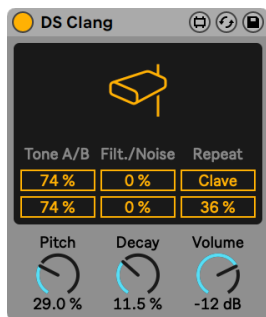 DS Clang
Tone A/B Filt./Noise Repeat
74 % 0 % Clave
74 % 0 % 36 %
Pitch Decay Volume
29.0 % 11.5 % -12 dB